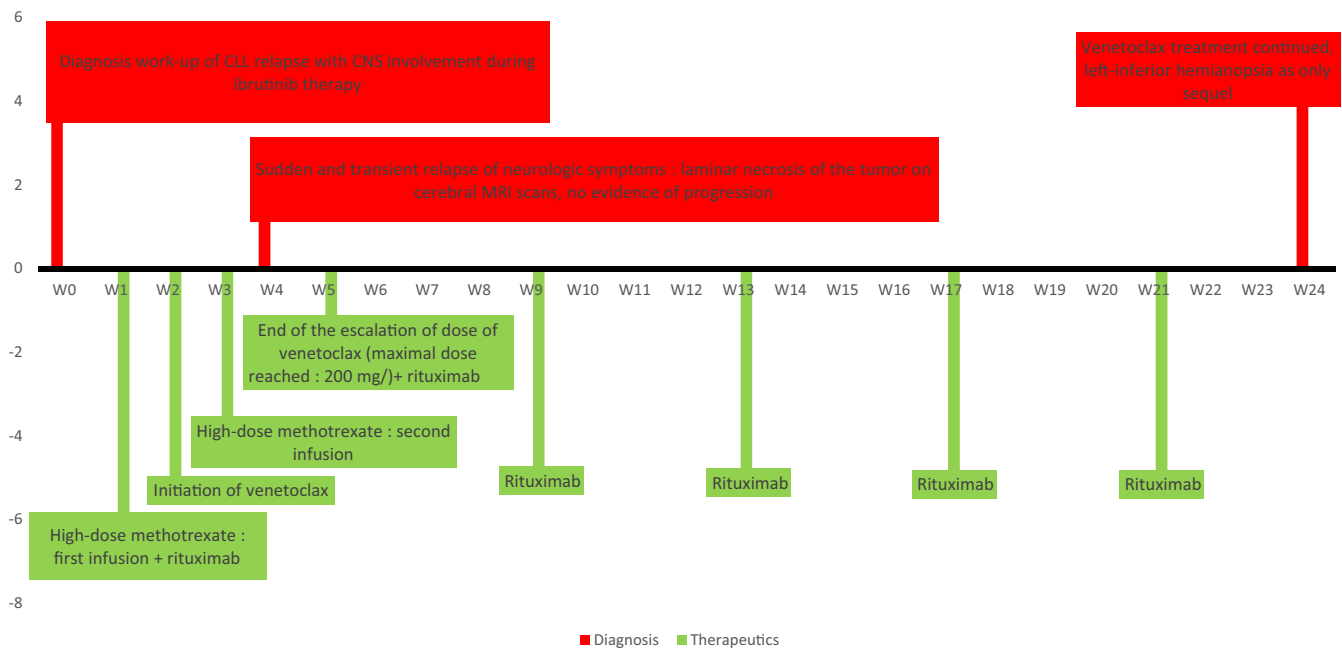 6
Diagnosis work-up of CLL relapse with CNS involvement during
ibrutinib therapy
Venetoclax treatment continued,
left-inferior hemianopsia as only
sequel
4
Sudden and transient relapse of neurologic symptoms : laminar necrosis of the tumor on
cerebral MRI scans, no evidence of progression
2
0
W0 W1 W2 W3 W4 W5 W6 W7 W8 W9 W10 W11 W12 W13 W14 W15 W16 W17 W18 W19 W20 W21 W22 W23 W24
End of the escalation of dose of
venetoclax (maximal dose
reached : 200 mg/)+ rituximab
-2
High-dose methotrexate : second
infusion
-4
Initiation of venetoclax
Rituximab
Rituximab
Rituximab
Rituximab
-6
High-dose methotrexate :
first infusion + rituximab
-8
Diagnosis Therapeutics